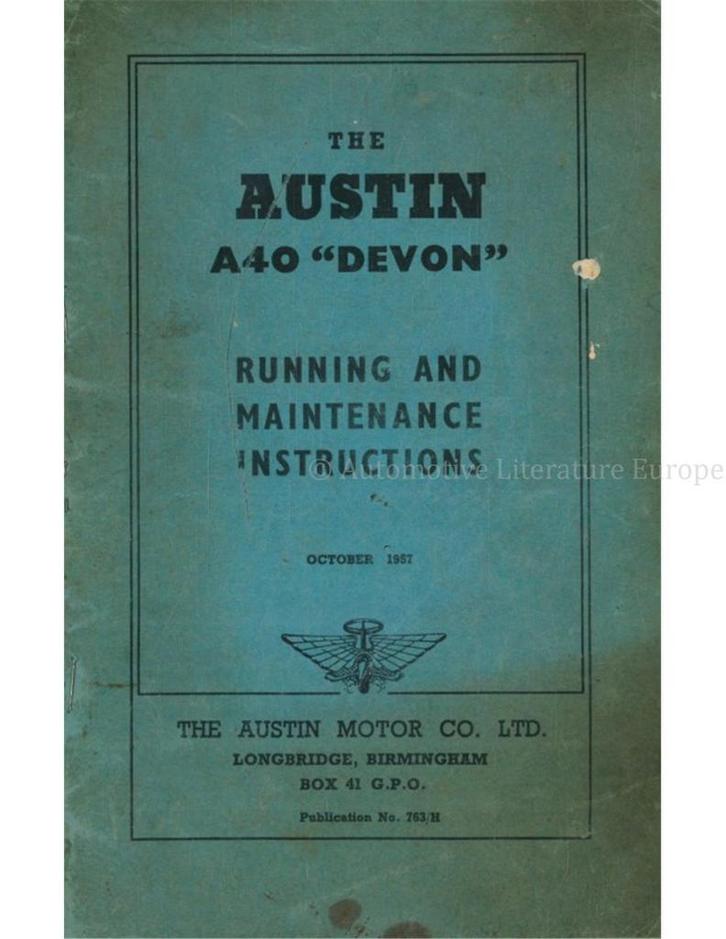 THE
AUSTIN
A40 “DEVON”
RUNNING AND
MAINTENANCE
INSTRUCTIONS
© Automotive Literature Europe
OCTOBER 1957
THE AUSTIN MOTOR CO. LTD.
LONGBRIDGE, BIRMINGHAM
BOX 41 G.P.O.
Publication No. 763/H